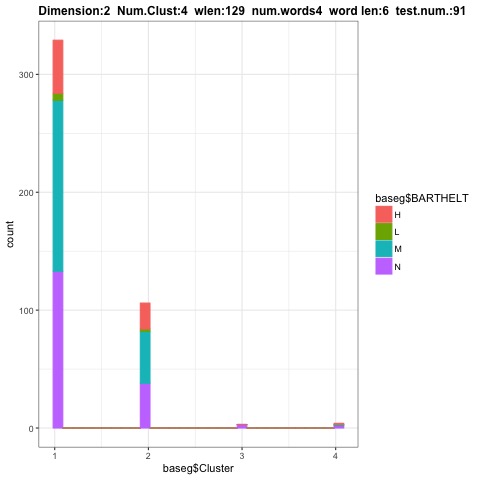 Dimension:2 Num.Clust:4 wlen:129 num.words4 word len:6 test.num.:91
300
200
100
0
count
1 2 3 4
baseg$Cluster
baseg$BARTHELT
H
L
M
N